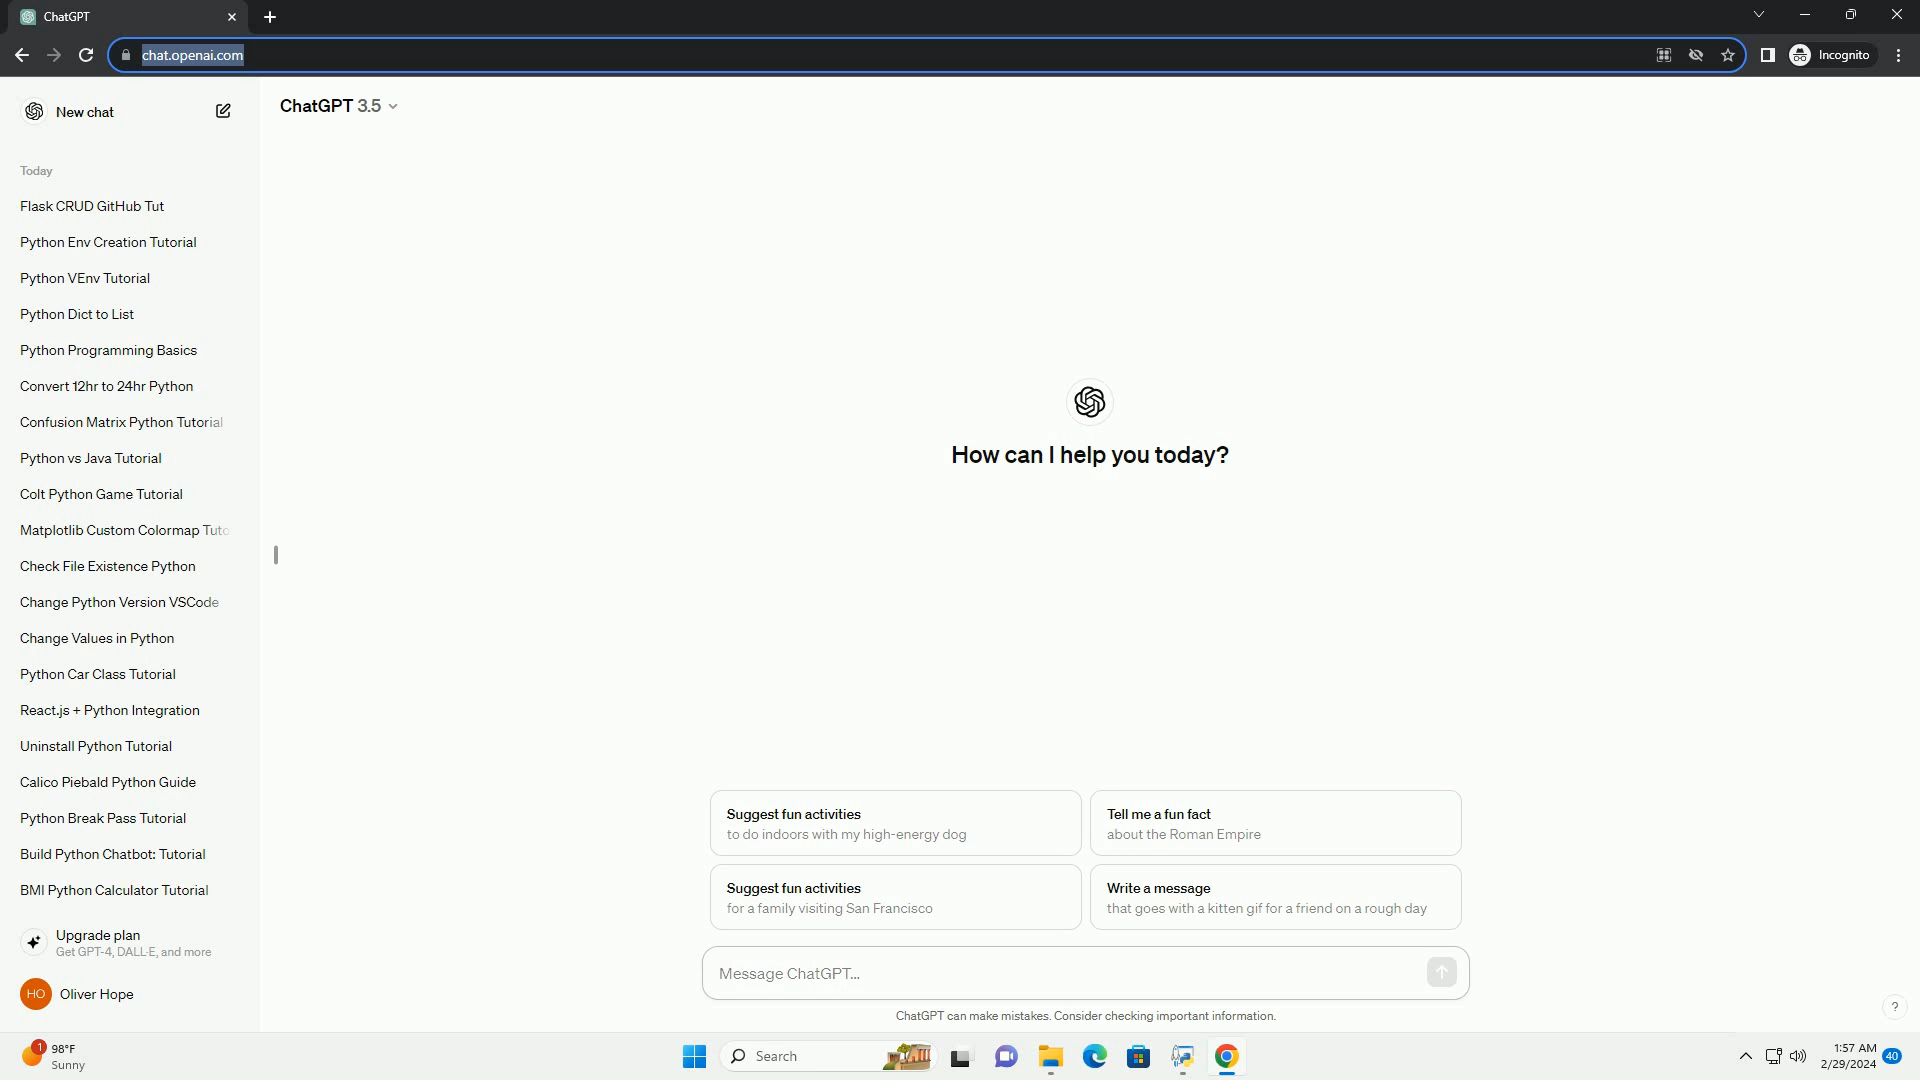 ChatGPT
chat.openai.com
Incognito
New chat
ChatGPT 3.5
Today
Flask CRUD GitHub Tut
Python Env Creation Tutorial
Python VEnv Tutorial
Python Dict to List
Python Programming Basics
Convert 12hr to 24hr Python
Confusion Matrix Python Tutorial
Python vs Java Tutorial
Colt Python Game Tutorial
Matplotlib Custom Colormap Tuto
Check File Existence Python
Change Python Version VSCode
Change Values in Python
Python Car Class Tutorial
React.js + Python Integration
Uninstall Python Tutorial
Calico Piebald Python Guide
Python Break Pass Tutorial
Build Python Chatbot: Tutorial
BMI Python Calculator Tutorial
Upgrade plan
Get GPT-4, DALL·E, and more
HO Oliver Hope
How can I help you today?
Suggest fun activities
to do indoors with my high-energy dog
Tell me a fun fact
about the Roman Empire
Suggest fun activities
for a family visiting San Francisco
Write a message
that goes with a kitten gif for a friend on a rough day
Message ChatGPT...
ChatGPT can make mistakes. Consider checking important information.
?
1
98°F
Sunny
Search
1:57 AM
2/29/2024
40